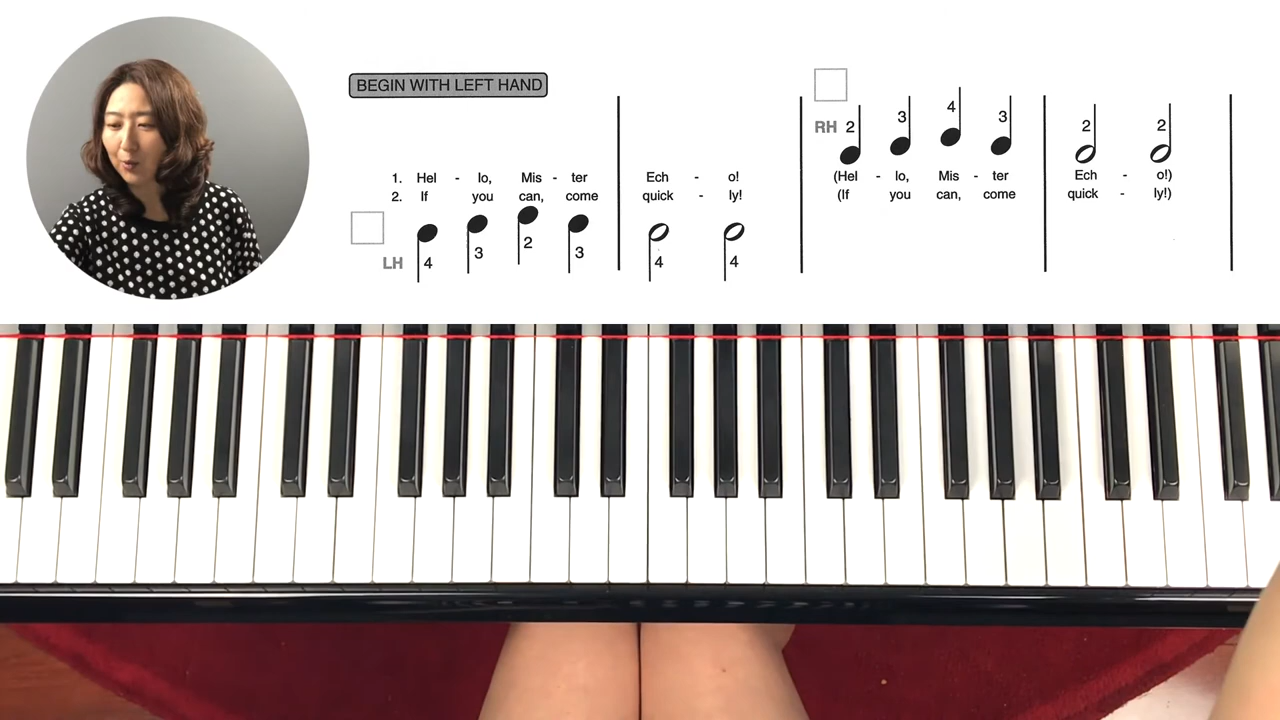 BEGIN WITH LEFT HAND
RH 2 3 4 3 2 2
1. Hel - lo, Mis - ter Ech - o! (Hel - lo, Mis - ter Ech - o!)
2. If you can, come quick - ly! (If you can, come quick - ly!)
LH 4 3 2 3 4 4